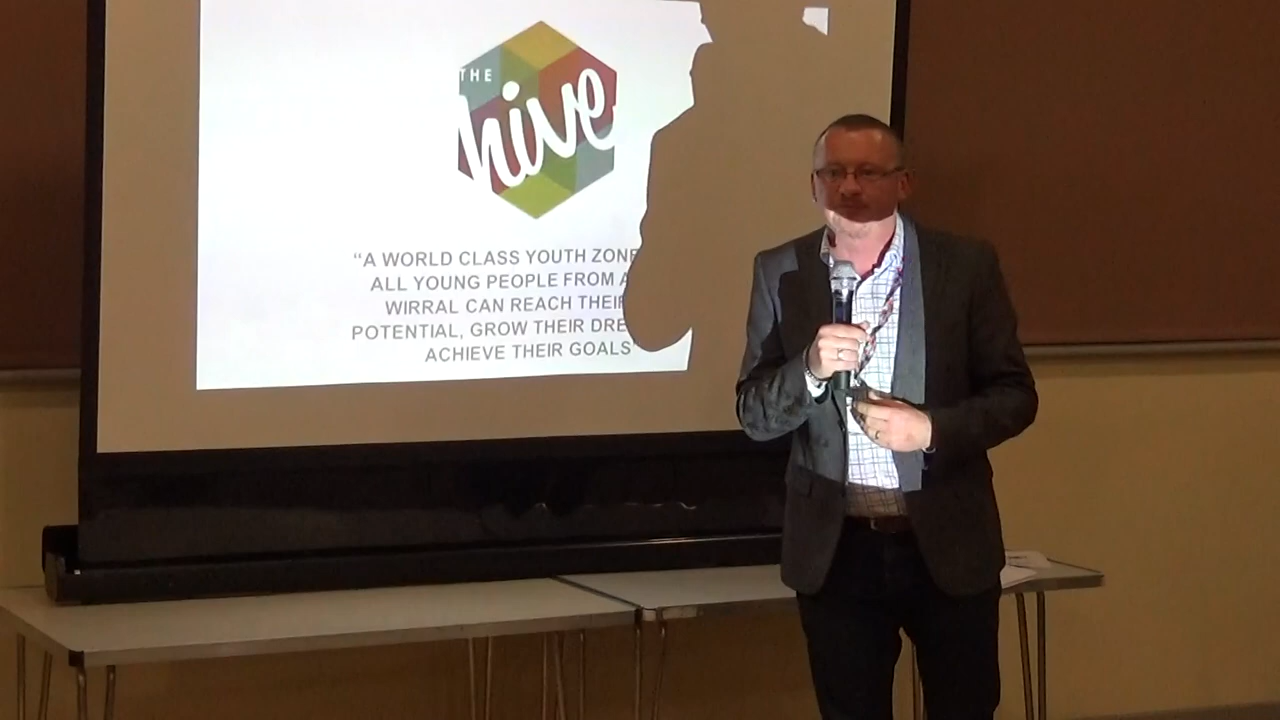 THE
hive
“A WORLD CLASS YOUTH ZONE
ALL YOUNG PEOPLE FROM
WIRRAL CAN REACH THEIR
POTENTIAL, GROW THEIR
ACHIEVE THEIR GOALS"